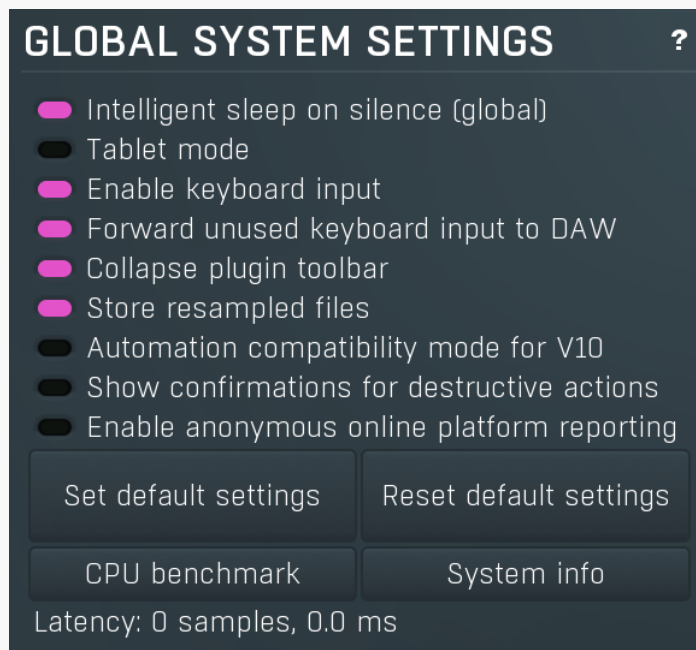 GLOBAL SYSTEM SETTINGS ?
Intelligent sleep on silence (global)
Tablet mode
Enable keyboard input
Forward unused keyboard input to DAW
Collapse plugin toolbar
Store resampled files
Automation compatibility mode for V10
Show confirmations for destructive actions
Enable anonymous online platform reporting
Set default settings Reset default settings
CPU benchmark System info
Latency: 0 samples, 0.0 ms